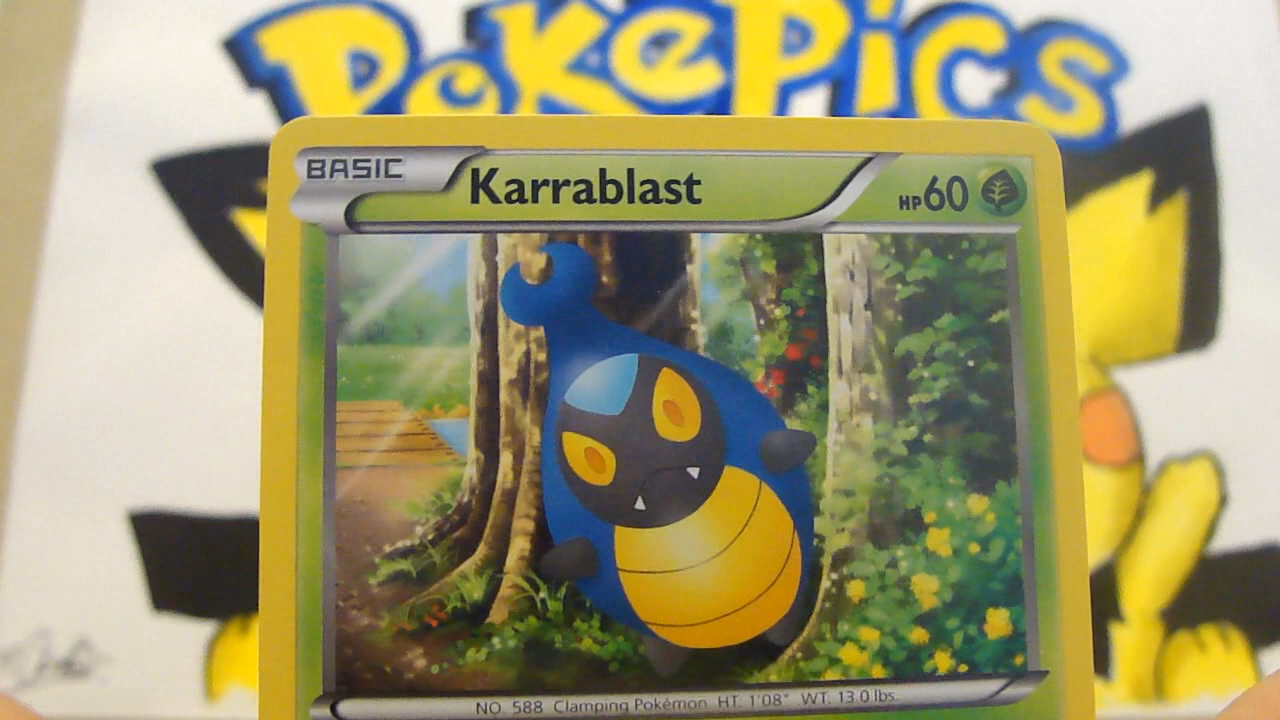 PokePics
BASIC Karrablast HP60
NO. 588 Clamping Pokémon HT. 1'08" WT. 13.0 lbs.